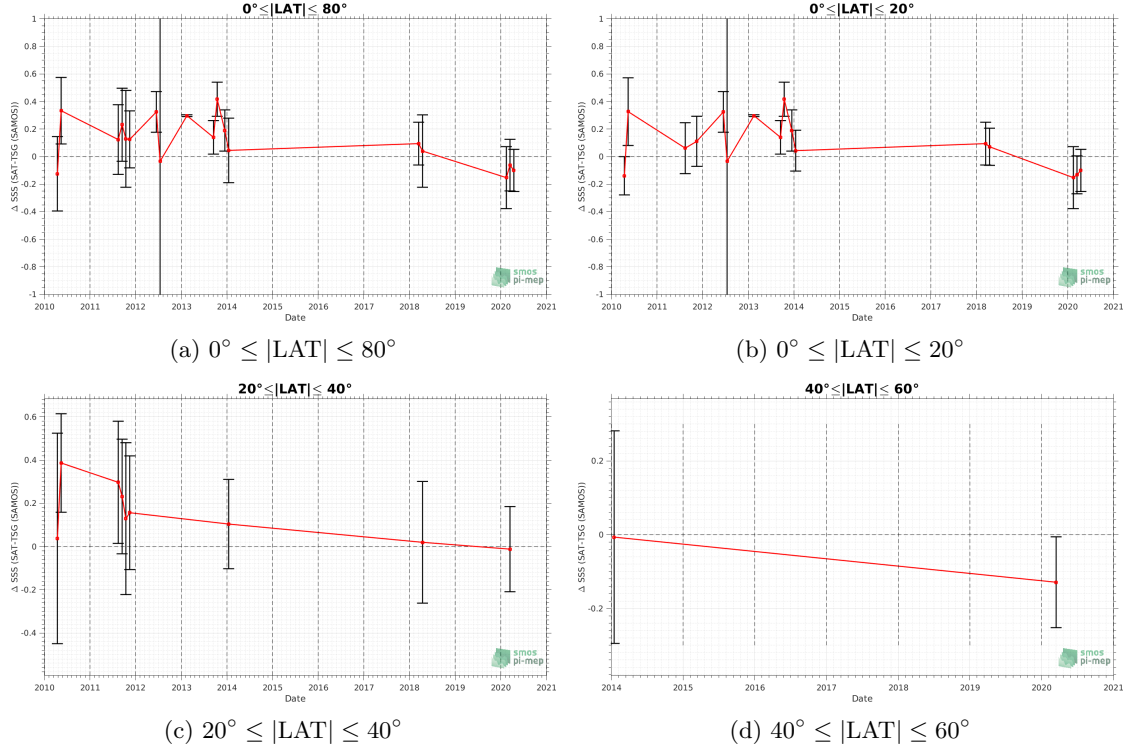 0°≤|LAT|≤ 80°
Δ SSS (SAT-TSG (SAMOS))
1
0.8
0.6
0.4
0.2
0
-0.2
-0.4
-0.6
-0.8
-1
2010 2011 2012 2013 2014 2015 2016 2017 2018 2019 2020 2021
Date
smos
pi-mep
(a) 0° ≤ |LAT| ≤ 80°
0°≤|LAT|≤ 20°
Δ SSS (SAT-TSG (SAMOS))
1
0.8
0.6
0.4
0.2
0
-0.2
-0.4
-0.6
-0.8
-1
2010 2011 2012 2013 2014 2015 2016 2017 2018 2019 2020 2021
Date
smos
pi-mep
(b) 0° ≤ |LAT| ≤ 20°
20°≤|LAT|≤ 40°
Δ SSS (SAT-TSG (SAMOS))
0.6
0.4
0.2
0
-0.2
-0.4
2010 2011 2012 2013 2014 2015 2016 2017 2018 2019 2020 2021
Date
smos
pi-mep
(c) 20° ≤ |LAT| ≤ 40°
40°≤|LAT|≤ 60°
Δ SSS (SAT-TSG (SAMOS))
0.2
0
-0.2
2014 2015 2016 2017 2018 2019 2020 2021
Date
smos
pi-mep
(d) 40° ≤ |LAT| ≤ 60°